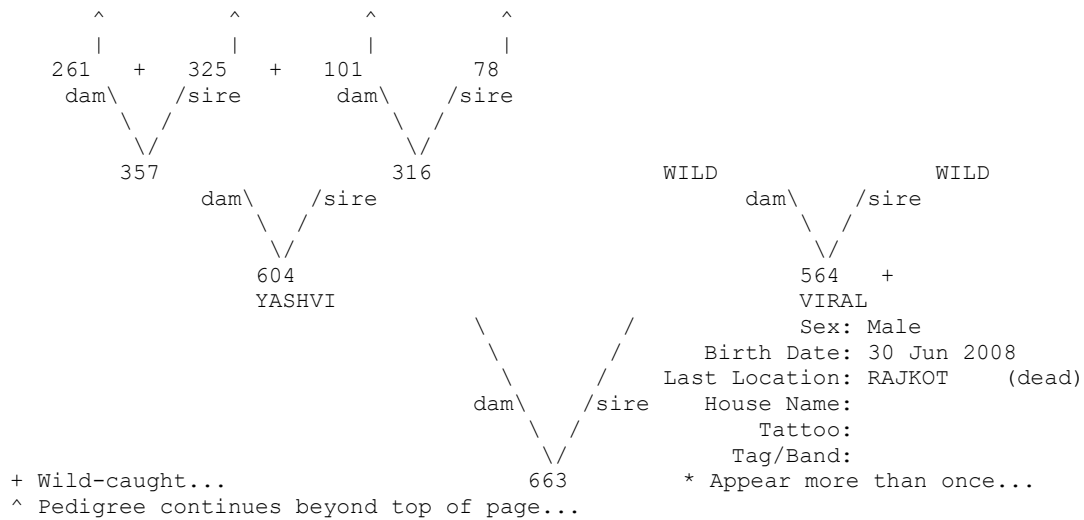 ^ ^ ^ ^
| | | |
261 + 325 + 101 78
dam\ /sire dam\ /sire
\ / \ /
\/ \/
357 316 WILD WILD
dam\ /sire dam\ /sire
\ / \ /
\/ \/
604 564 +
YASHVI VIRAL
\ / Sex: Male
\ / Birth Date: 30 Jun 2008
\ / Last Location: RAJKOT (dead)
dam\ /sire House Name:
\ / Tattoo:
\/ Tag/Band:
+ Wild-caught... 663 * Appear more than once...
^ Pedigree continues beyond top of page...